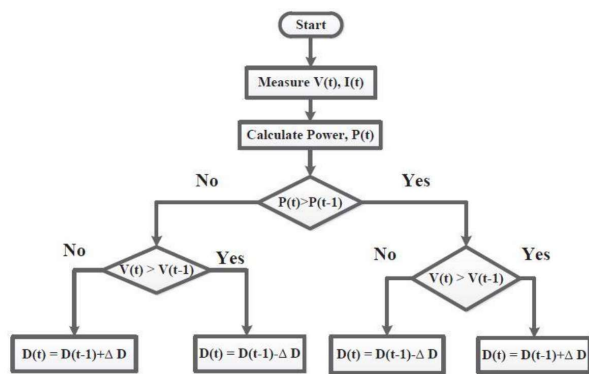 Start
Measure V(t), I(t)
Calculate Power, P(t)
No
Yes
P(t)>P(t-1)
No
Yes
No
Yes
V(t) > V(t-1)
V(t) > V(t-1)
D(t) = D(t-1)+Δ D
D(t) = D(t-1)-Δ D
D(t) = D(t-1)-Δ D
D(t) = D(t-1)+Δ D